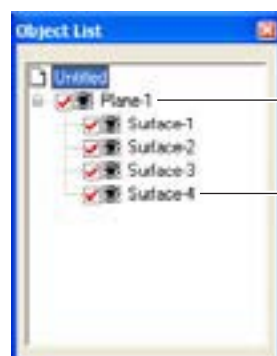 Object List
Untitled
Plane-1
Surface-1
Surface-2
Surface-3
Surface-4